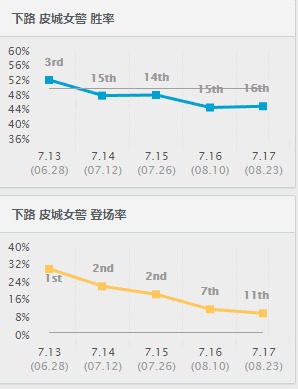 下路 皮城女警 胜率
60%
56%
52%
48%
44%
40%
36%
3rd
15th
14th
15th
16th
7.13
7.14
7.15
7.16
7.17
(06.28)
(07.12)
(07.26)
(08.10)
(08.23)
下路 皮城女警 登场率
40%
32%
24%
16%
8%
0%
1st
2nd
2nd
7th
11th
7.13
7.14
7.15
7.16
7.17
(06.28)
(07.12)
(07.26)
(08.10)
(08.23)